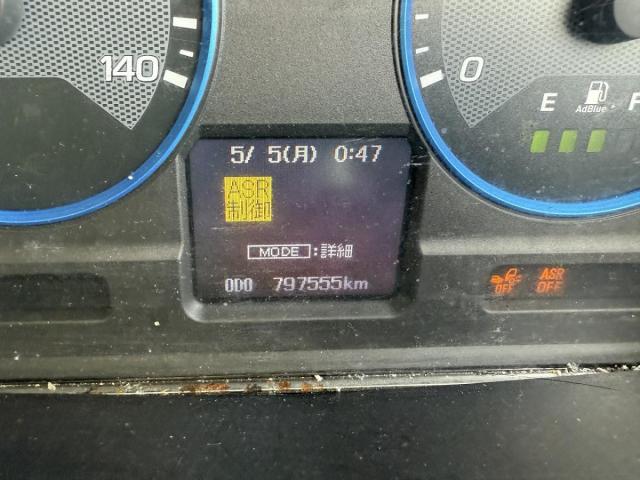 140
0
E
F
AdBlue
5/ 5(月) 0:47
ASR
制御
MODE :詳細
ODO 797555km
OFF
ASR
OFF